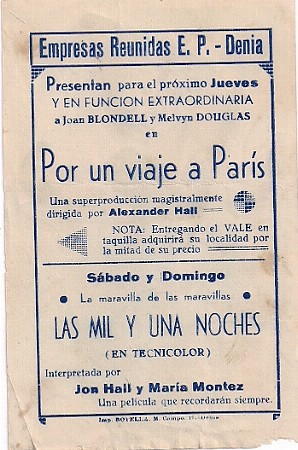 Empresas Reunidas E. P. - Denia
Presentan para el próximo Jueves
Y EN FUNCION EXTRAORDINARIA
a Joan BLONDELL y Melvyn DOUGLAS
en
Por un viaje a París
Una superproducción magistralmente
dirigida por Alexander Hall
NOTA: Entregando el VALE en
taquilla adquirirá su localidad por
la mitad de su precio
Sábado y Domingo
La maravilla de las maravillas
LAS MIL Y UNA NOCHES
(EN TECNICOLOR)
Interpretada por
Jon Hall y María Montez
Una película que recordarán siempre.
Imp. BOTELLA. M. Campo,